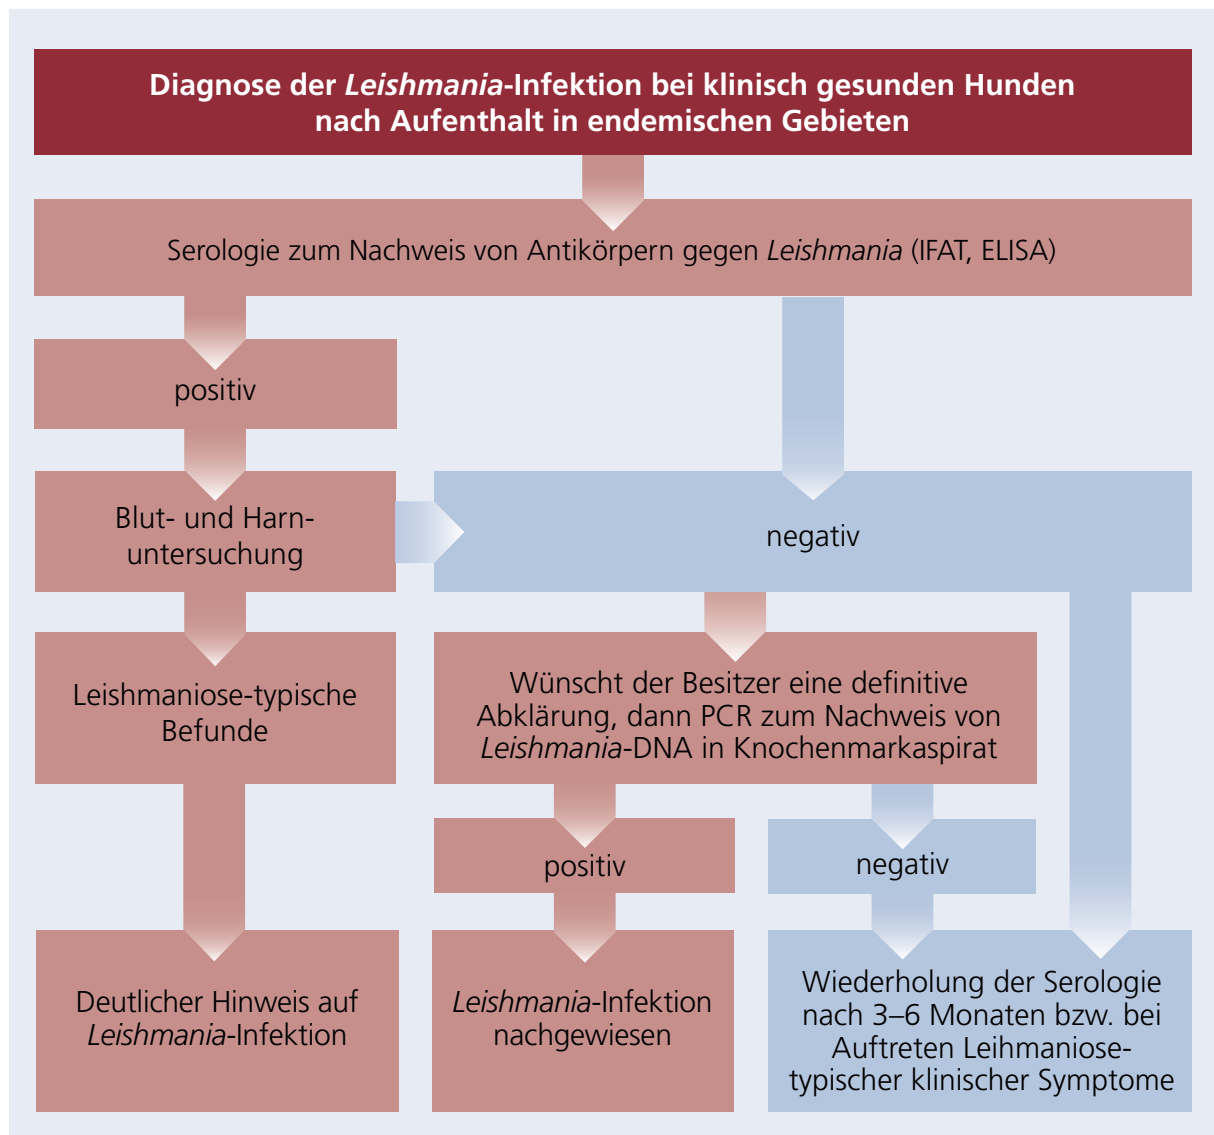 Diagnose der Leishmania-Infektion bei klinisch gesunden Hunden
nach Aufenthalt in endemischen Gebieten
Serologie zum Nachweis von Antikörpern gegen Leishmania (IFAT, ELISA)
positiv
Blut- und Harn-
untersuchung
negativ
Leishmaniose-typische
Befunde
Wünscht der Besitzer eine definitive
Abklärung, dann PCR zum Nachweis von
Leishmania-DNA in Knochenmarkaspirat
positiv
negativ
Deutlicher Hinweis auf
Leishmania-Infektion
Leishmania-Infektion
nachgewiesen
Wiederholung der Serologie
nach 3–6 Monaten bzw. bei
Auftreten Leihmaniose-
typischer klinischer Symptome